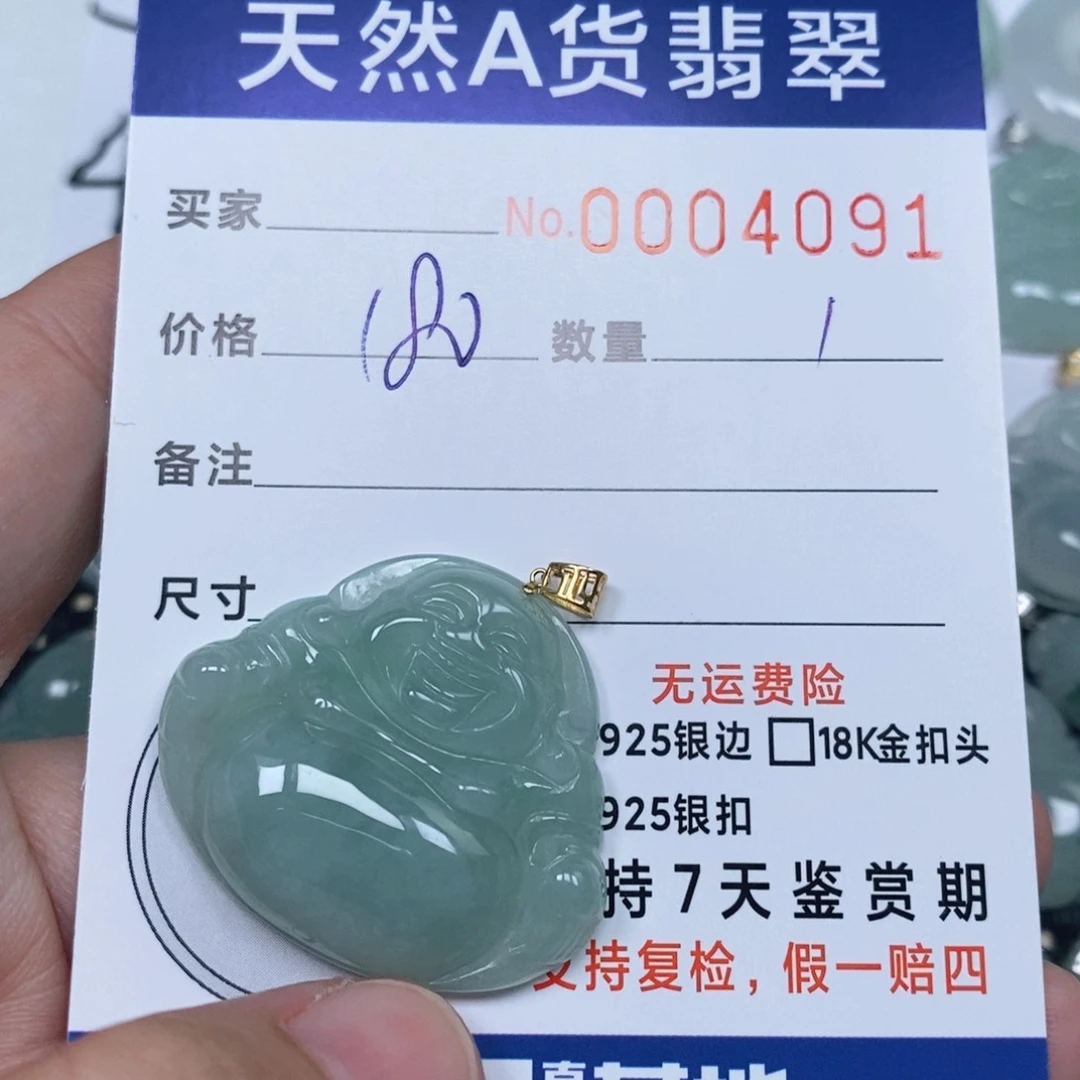 天然A货翡翠
买家 No.0004091
价格 180 数量 1
备注
尺寸
无运费险
925银边 □18K金扣头
925银扣
持7天鉴赏期
支持复检，假一赔四